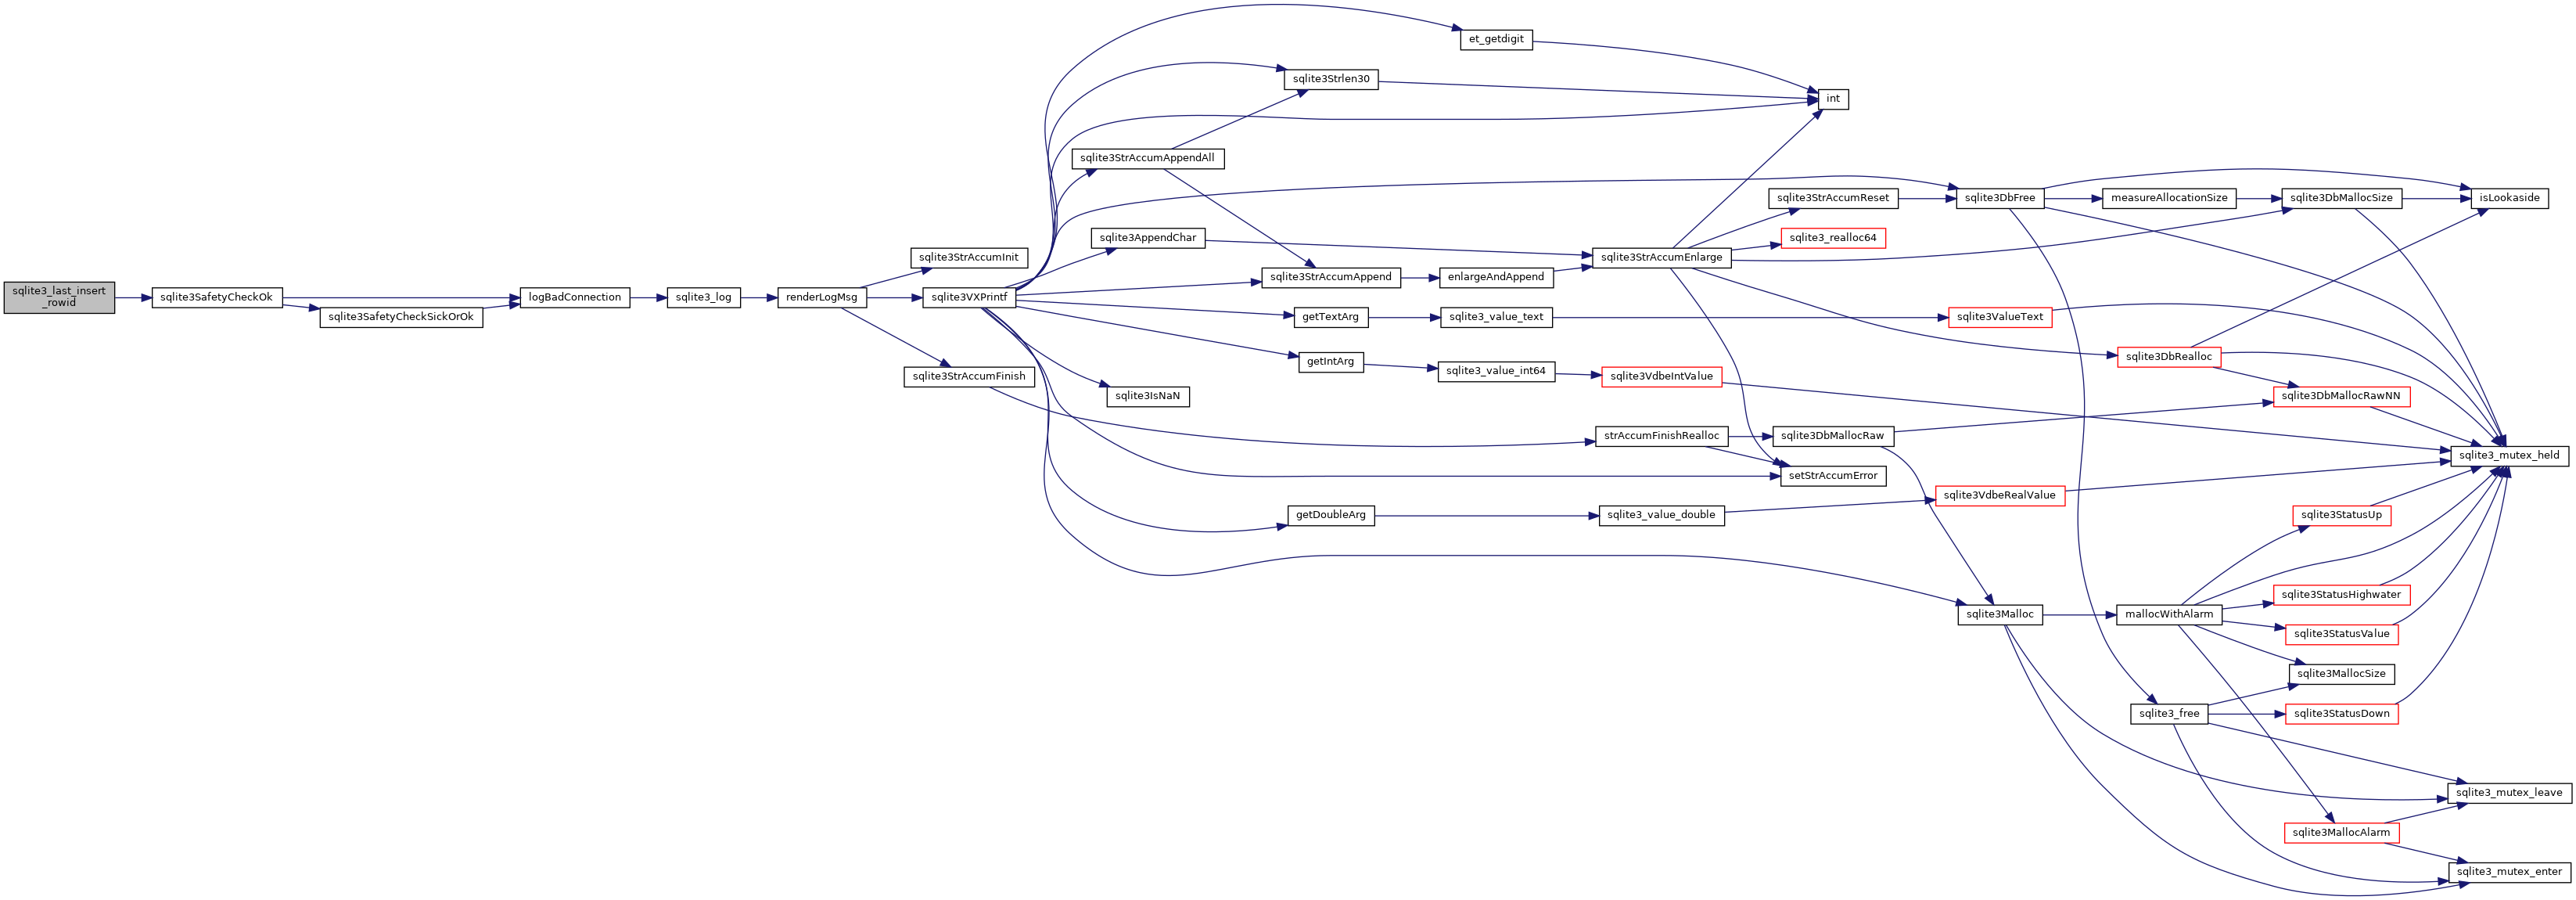 et_getdigit
sqlite3Strlen30
int
sqlite3StrAccumAppendAll
sqlite3StrAccumReset
sqlite3DbFree
measureAllocationSize
sqlite3DbMallocSize
isLookaside
sqlite3AppendChar
sqlite3_realloc64
sqlite3StrAccumInit
sqlite3StrAccumEnlarge
sqlite3StrAccumAppend
enlargeAndAppend
sqlite3_last_insert
_rowid
sqlite3SafetyCheckOk
logBadConnection
sqlite3_log
renderLogMsg
sqlite3VXPrintf
sqlite3SafetyCheckSickOrOk
getTextArg
sqlite3_value_text
sqlite3ValueText
getIntArg
sqlite3DbRealloc
sqlite3StrAccumFinish
sqlite3_value_int64
sqlite3VdbeIntValue
sqlite3IsNaN
sqlite3DbMallocRawNN
strAccumFinishRealloc
sqlite3DbMallocRaw
sqlite3_mutex_held
setStrAccumError
sqlite3VdbeRealValue
getDoubleArg
sqlite3_value_double
sqlite3StatusUp
sqlite3StatusHighwater
sqlite3Malloc
mallocWithAlarm
sqlite3StatusValue
sqlite3MallocSize
sqlite3_free
sqlite3StatusDown
sqlite3_mutex_leave
sqlite3MallocAlarm
sqlite3_mutex_enter